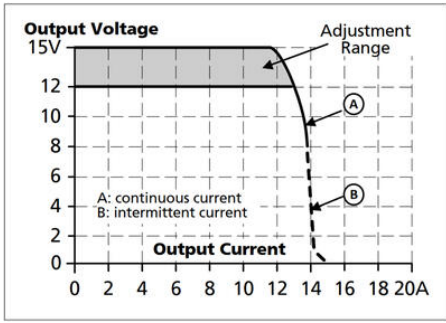 Output Voltage
15V
Adjustment
Range
12
10
8
6
4
2
0
A
B
A: continuous current
B: intermittent current
Output Current
0 2 4 6 8 10 12 14 16 18 20A